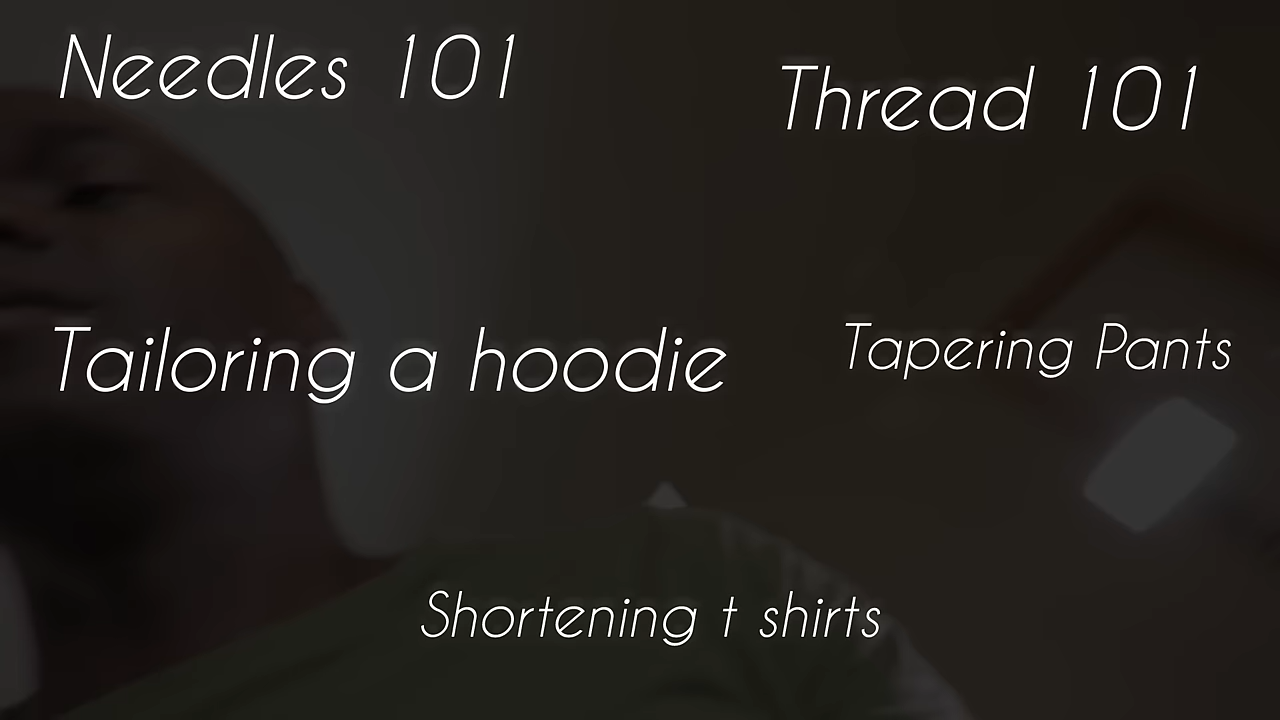 Needles 101
Thread 101
Tailoring a hoodie
Tapering Pants
Shortening t shirts